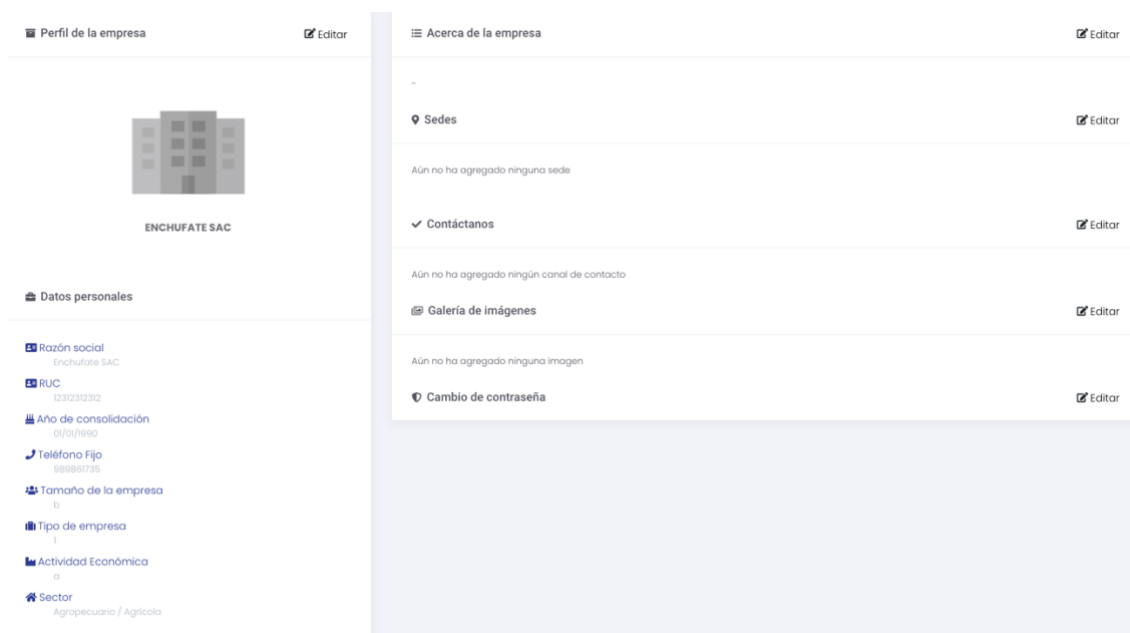 Perfil de la empresa
Editar
ENCHUFATE SAC
Datos personales
Razón social
Enchufate SAC
RUC
12312312312
Año de consolidación
01/01/1990
Teléfono Fijo
989861735
Tamaño de la empresa
b
Tipo de empresa
1
Actividad Económica
a
Sector
Agropecuario / Agrícola
Acerca de la empresa
Editar
-
Sedes
Editar
Aún no ha agregado ninguna sede
Contáctanos
Editar
Aún no ha agregado ningún canal de contacto
Galería de imágenes
Editar
Aún no ha agregado ninguna imagen
Cambio de contraseña
Editar